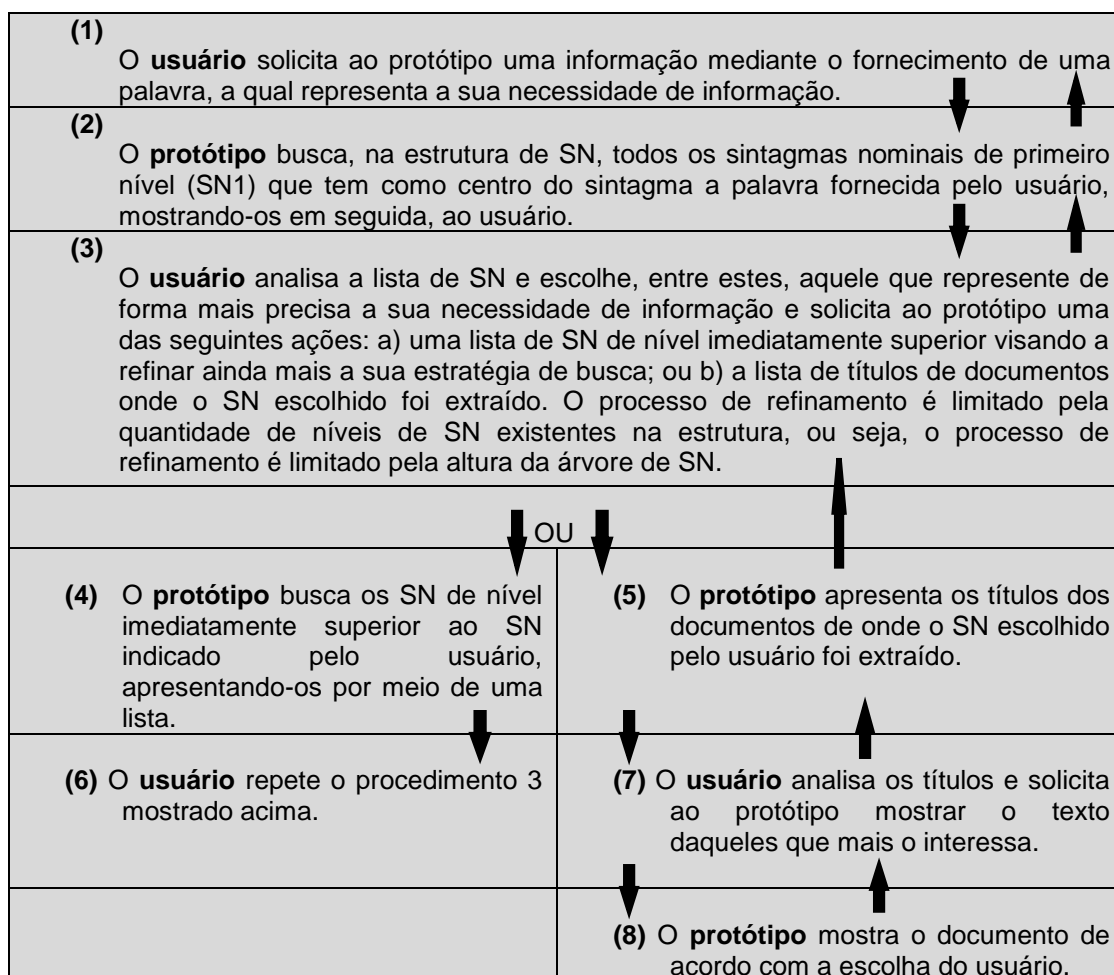 (1)
O usuário solicita ao protótipo uma informação mediante o fornecimento de uma
palavra, a qual representa a sua necessidade de informação.
(2)
O protótipo busca, na estrutura de SN, todos os sintagmas nominais de primeiro
nível (SN1) que tem como centro do sintagma a palavra fornecida pelo usuário,
mostrando-os em seguida, ao usuário.
(3)
O usuário analisa a lista de SN e escolhe, entre estes, aquele que represente de
forma mais precisa a sua necessidade de informação e solicita ao protótipo uma
das seguintes ações: a) uma lista de SN de nível imediatamente superior visando a
refinar ainda mais a sua estratégia de busca; ou b) a lista de títulos de documentos
onde o SN escolhido foi extraído. O processo de refinamento é limitado pela
quantidade de níveis de SN existentes na estrutura, ou seja, o processo de
refinamento é limitado pela altura da árvore de SN.
OU
(4) O protótipo busca os SN de nível
imediatamente superior ao SN
indicado pelo usuário,
apresentando-os por meio de uma
lista.
(5) O protótipo apresenta os títulos dos
documentos de onde o SN escolhido
pelo usuário foi extraído.
(6) O usuário repete o procedimento 3
mostrado acima.
(7) O usuário analisa os títulos e solicita
ao protótipo mostrar o texto
daqueles que mais o interessa.
(8) O protótipo mostra o documento de
acordo com a escolha do usuário.